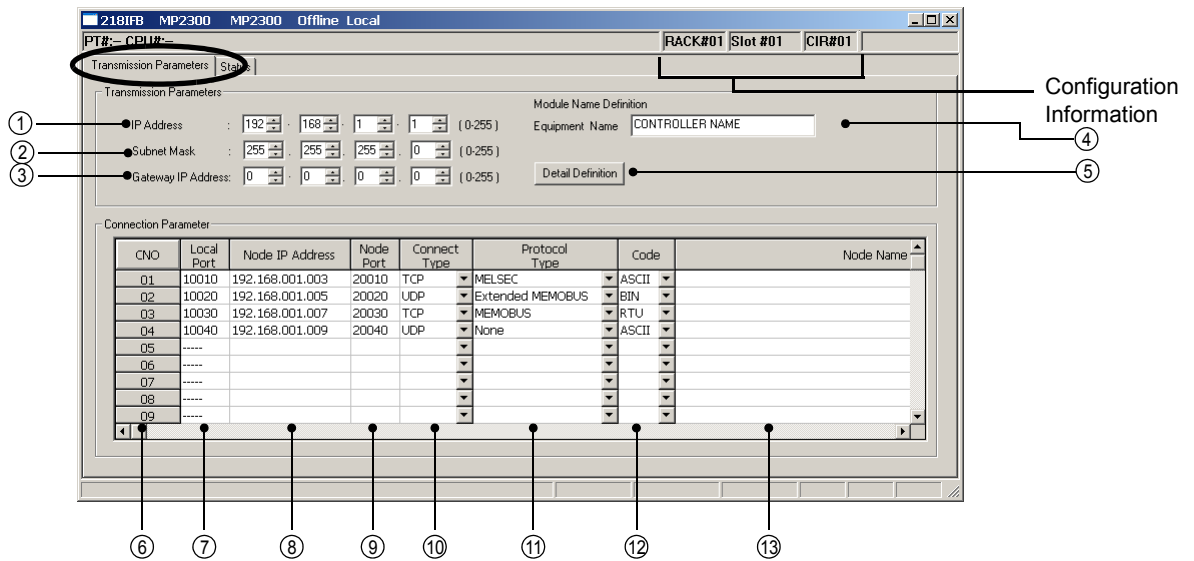 218IFB MP2300 MP2300 Offline Local
PT#:– CPU#:–
RACK#01 Slot #01 CIR#01
Transmission Parameters Status
Configuration
Information
Transmission Parameters
IP Address : 192 . 168 . 1 . 1 (0-255)
Subnet Mask : 255 . 255 . 255 . 0 (0-255)
Gateway IP Address: 0 . 0 . 0 . 0 (0-255)
Module Name Definition
Equipment Name CONTROLLER NAME
Detail Definition
① ② ③ ④ ⑤
Connection Parameter
CNO Local Port Node IP Address Node Port Connect Type Protocol Type Code Node Name
01 10010 192.168.001.003 20010 TCP MELSEC ASCII
02 10020 192.168.001.005 20020 UDP Extended MEMOBUS BIN
03 10030 192.168.001.007 20030 TCP MEMOBUS RTU
04 10040 192.168.001.009 20040 UDP None ASCII
05 -----
06 -----
07 -----
08 -----
09 -----
⑥ ⑦ ⑧ ⑨ ⑩ ⑪ ⑫ ⑬